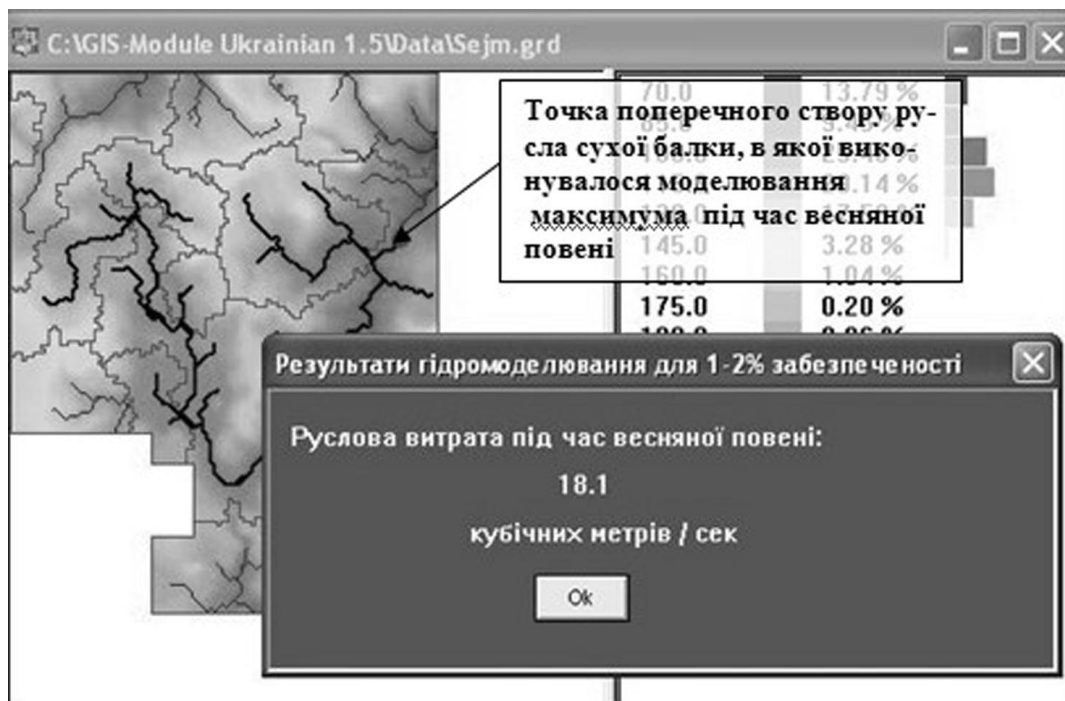 C:\GIS-Module Ukrainian 1.5\Data\Sejm.grd
70.0 13.79 %
Точка поперечного створу ру-
сла сухої балки, в якої вико-
нувалося моделювання
максимума під час весняної
повені
145.0 3.28 %
160.0 1.04 %
175.0 0.20 %
Результати гідромоделювання для 1-2% забезпеченості
Руслова витрата під час весняної повені:
18.1
кубічних метрів / сек
Ok